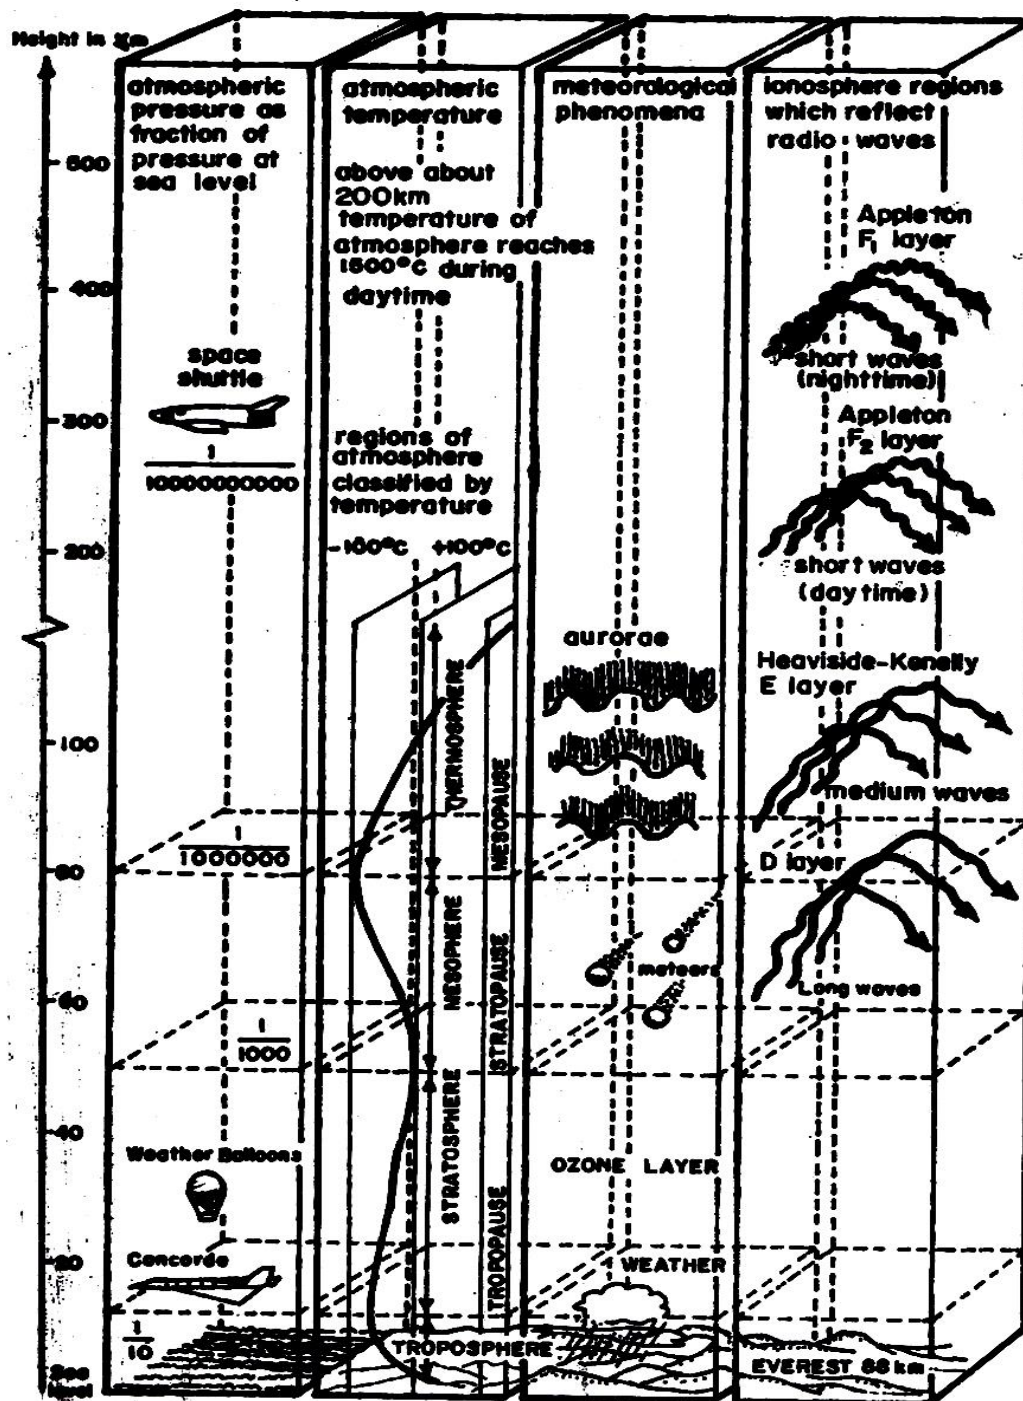 Height in Km
500
400
300
200
100
80
60
40
20
Sea
level
atmospheric
pressure as
fraction of
pressure at
sea level
space
shuttle
1
10000000000
1
1000000
1
1000
Weather Balloons
Concorde
1
10
atmospheric
temperature
above about
200km
temperature of
atmosphere reaches
1500°C during
daytime
regions of
atmosphere
classified by
temperature
-100°C +100°C
THERMOSPHERE
MESOPAUSE
MESOPHERE
STRATOPAUSE
STRATOSPHERE
TROPOPAUSE
TROPOSPHERE
meteorological
phenomena
aurorae
meteors
OZONE LAYER
WEATHER
ionosphere regions
which reflect
radio waves
Appleton
F1 layer
short waves
(nighttime)
Appleton
F2 layer
short waves
(daytime)
Heaviside-Kenelly
E layer
medium waves
D layer
Long waves
EVEREST 88 km